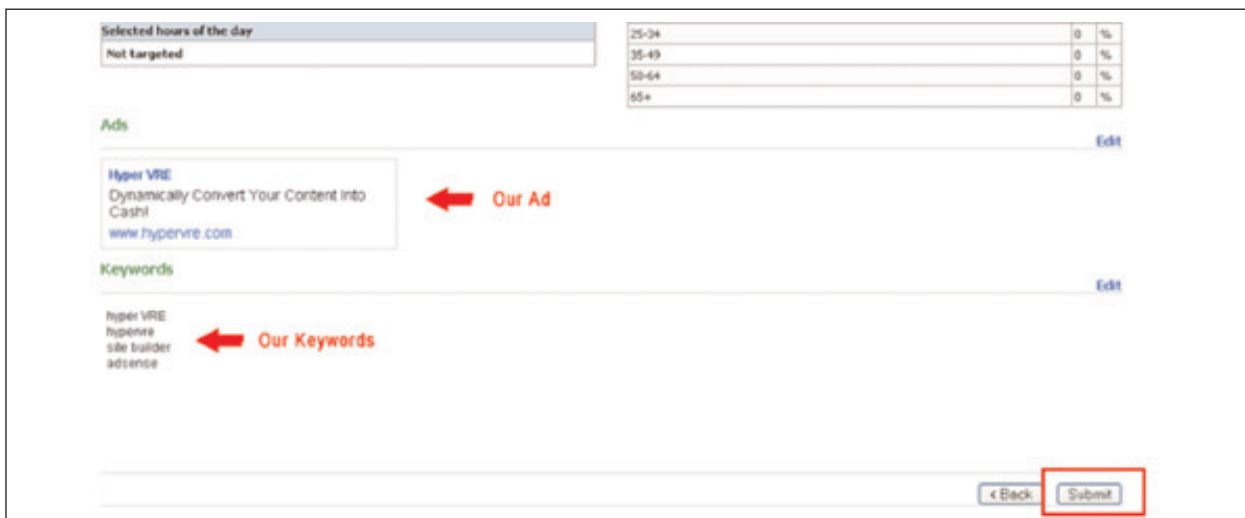 Selected hours of the day
Not targeted
25-34 0 %
35-49 0 %
50-64 0 %
65+ 0 %
Ads
Edit
Hyper VRE
Dynamically Convert Your Content Into
Cash!
www.hypervre.com
Our Ad
Keywords
Edit
hyper VRE
hypervre
site builder
adsense
Our Keywords
< Back
Submit